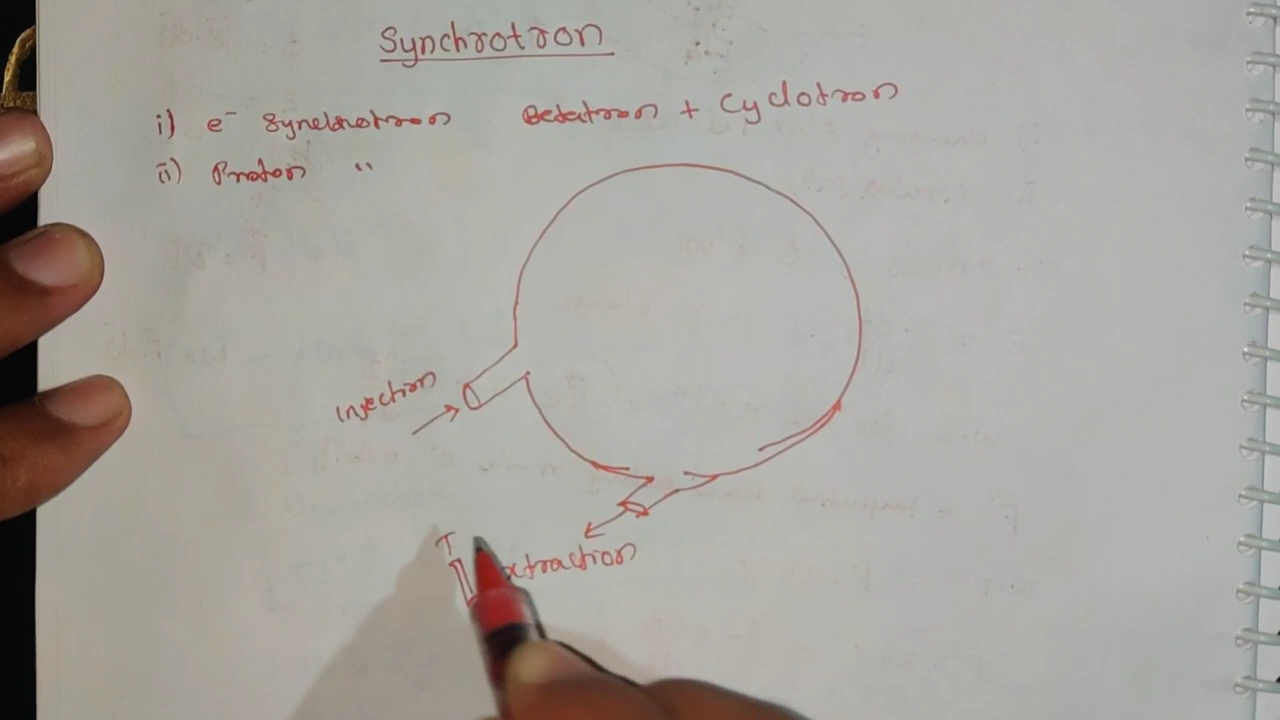 Synchrotron
i) e⁻ Synchrotron Betatron + Cyclotron
ii) Proton "
Injection
T
xtraction